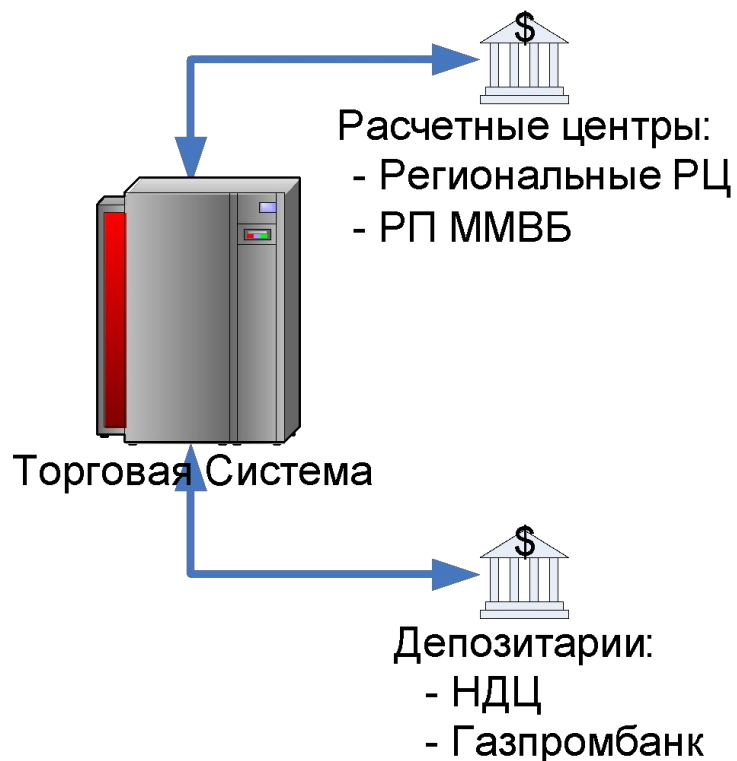 $
Расчетные центры:
- Региональные РЦ
- РП ММВБ
Торговая Система
$
Депозитарии:
- НДЦ
- Газпромбанк